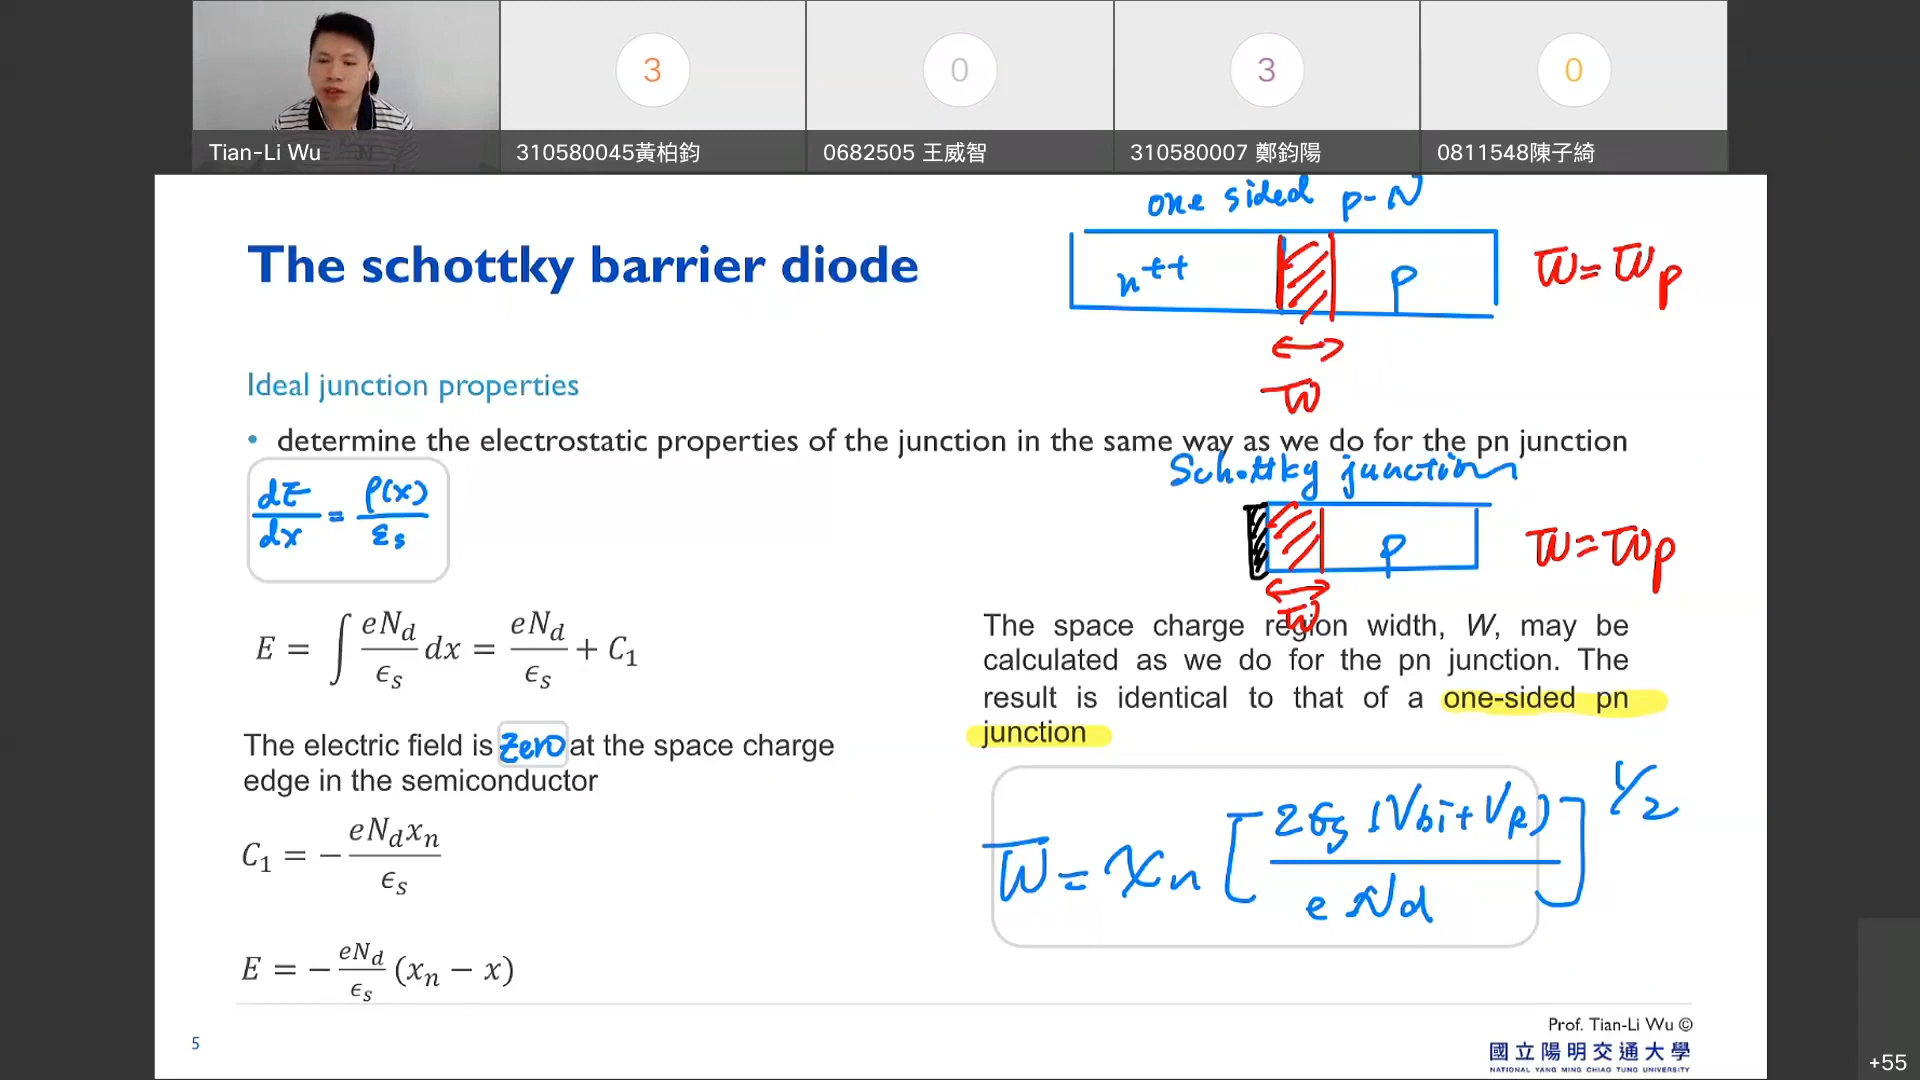 3
0
3
0
Tian-Li Wu
310580045黃柏鈞
0682505 王威智
310580007 鄭鈞陽
0811548陳子綺
one sided p-N
The schottky barrier diode
n++ p W=Wp
W
Ideal junction properties
• determine the electrostatic properties of the junction in the same way as we do for the pn junction
Schottky junction
dE/dx = ρ(x)/εs
p W=Wp
W
E = ∫ eNd/ϵs dx = eNd/ϵs + C1
The electric field is zero at the space charge
edge in the semiconductor
C1 = − eNdxn/ϵs
E = − eNd/ϵs (xn − x)
The space charge region width, W, may be
calculated as we do for the pn junction. The
result is identical to that of a one-sided pn
junction
W = xn [2ϵs (Vbi+VR) / eNd]^1/2
5
Prof. Tian-Li Wu ©
國立陽明交通大學
NATIONAL YANG MING CHIAO TUNG UNIVERSITY
+55